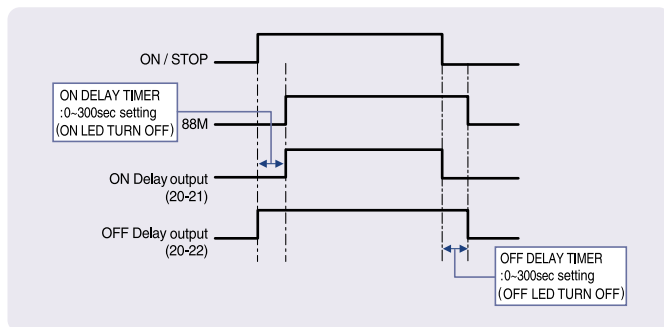 ON / STOP
ON DELAY TIMER
:0~300sec setting
(ON LED TURN OFF)
88M
ON Delay output
(20-21)
OFF Delay output
(20-22)
OFF DELAY TIMER
:0~300sec setting
(OFF LED TURN OFF)